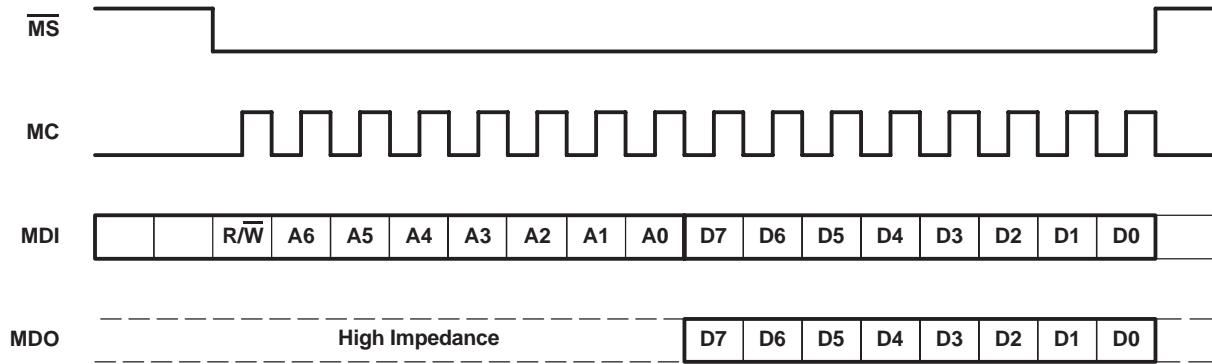 M̅S̅
MC
MDI R/W̅ A6 A5 A4 A3 A2 A1 A0 D7 D6 D5 D4 D3 D2 D1 D0
MDO High Impedance D7 D6 D5 D4 D3 D2 D1 D0